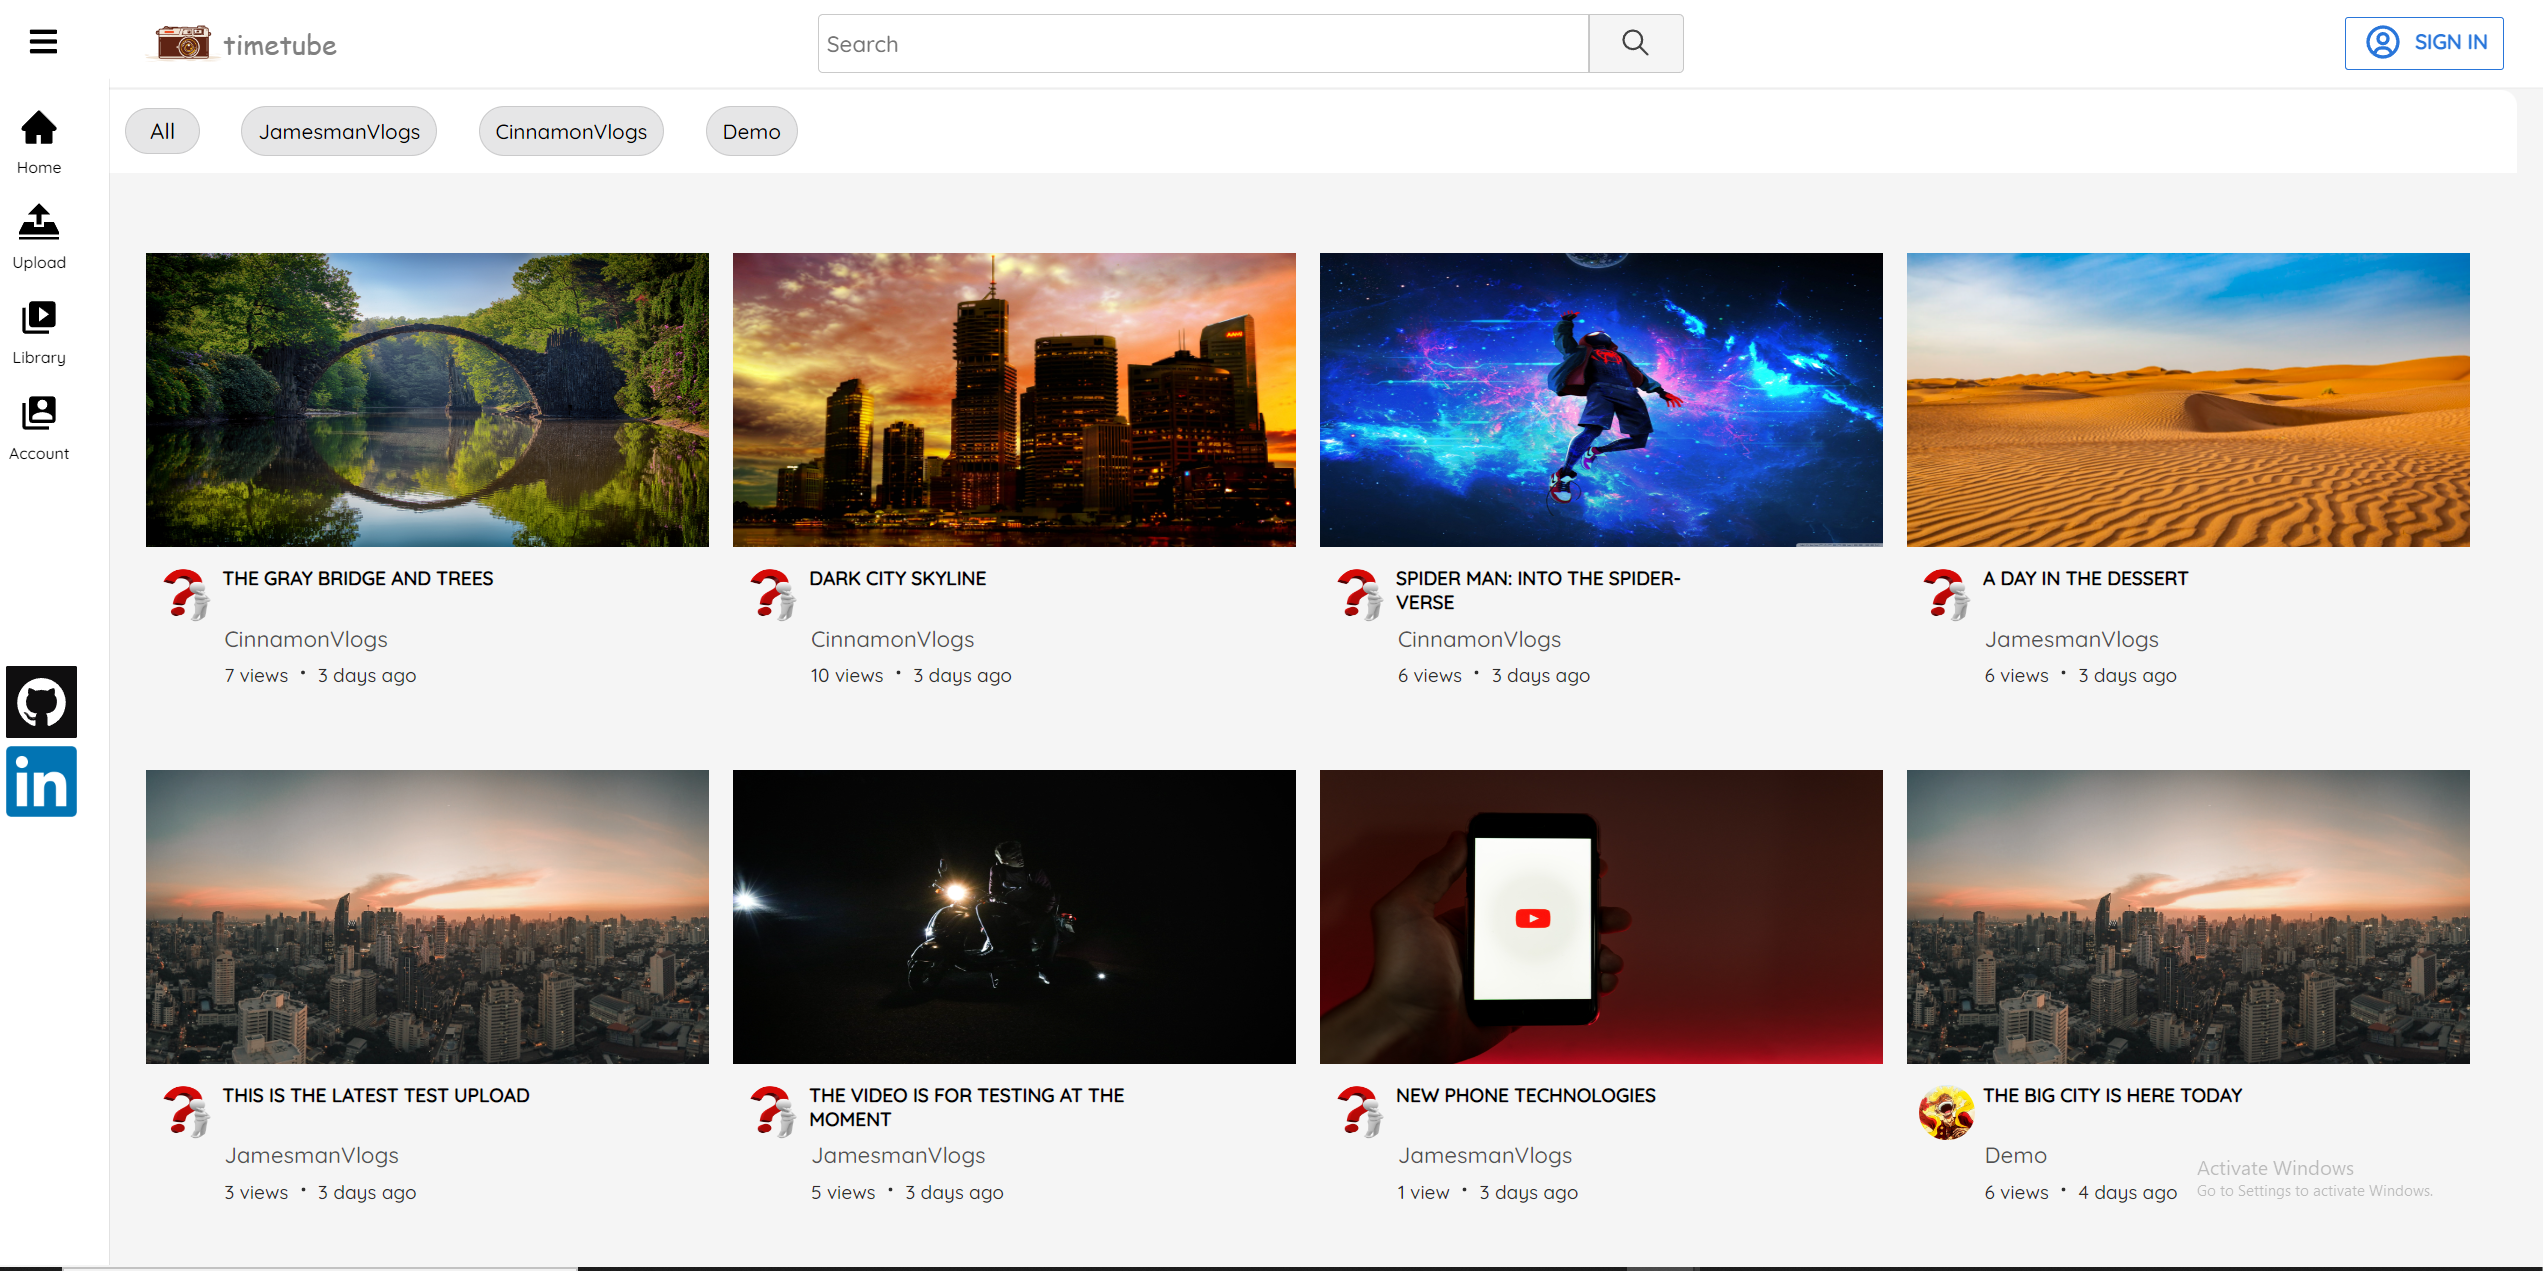 timetube
Search
SIGN IN
All
JamesmanVlogs
CinnamonVlogs
Demo
Home
Upload
Library
Account
THE GRAY BRIDGE AND TREES
CinnamonVlogs
7 views • 3 days ago
DARK CITY SKYLINE
CinnamonVlogs
10 views • 3 days ago
SPIDER MAN: INTO THE SPIDER-
VERSE
CinnamonVlogs
6 views • 3 days ago
A DAY IN THE DESSERT
JamesmanVlogs
6 views • 3 days ago
in
THIS IS THE LATEST TEST UPLOAD
JamesmanVlogs
3 views • 3 days ago
THE VIDEO IS FOR TESTING AT THE
MOMENT
JamesmanVlogs
5 views • 3 days ago
NEW PHONE TECHNOLOGIES
JamesmanVlogs
1 view • 3 days ago
THE BIG CITY IS HERE TODAY
Demo
6 views • 4 days ago
Activate Windows
Go to Settings to activate Windows.